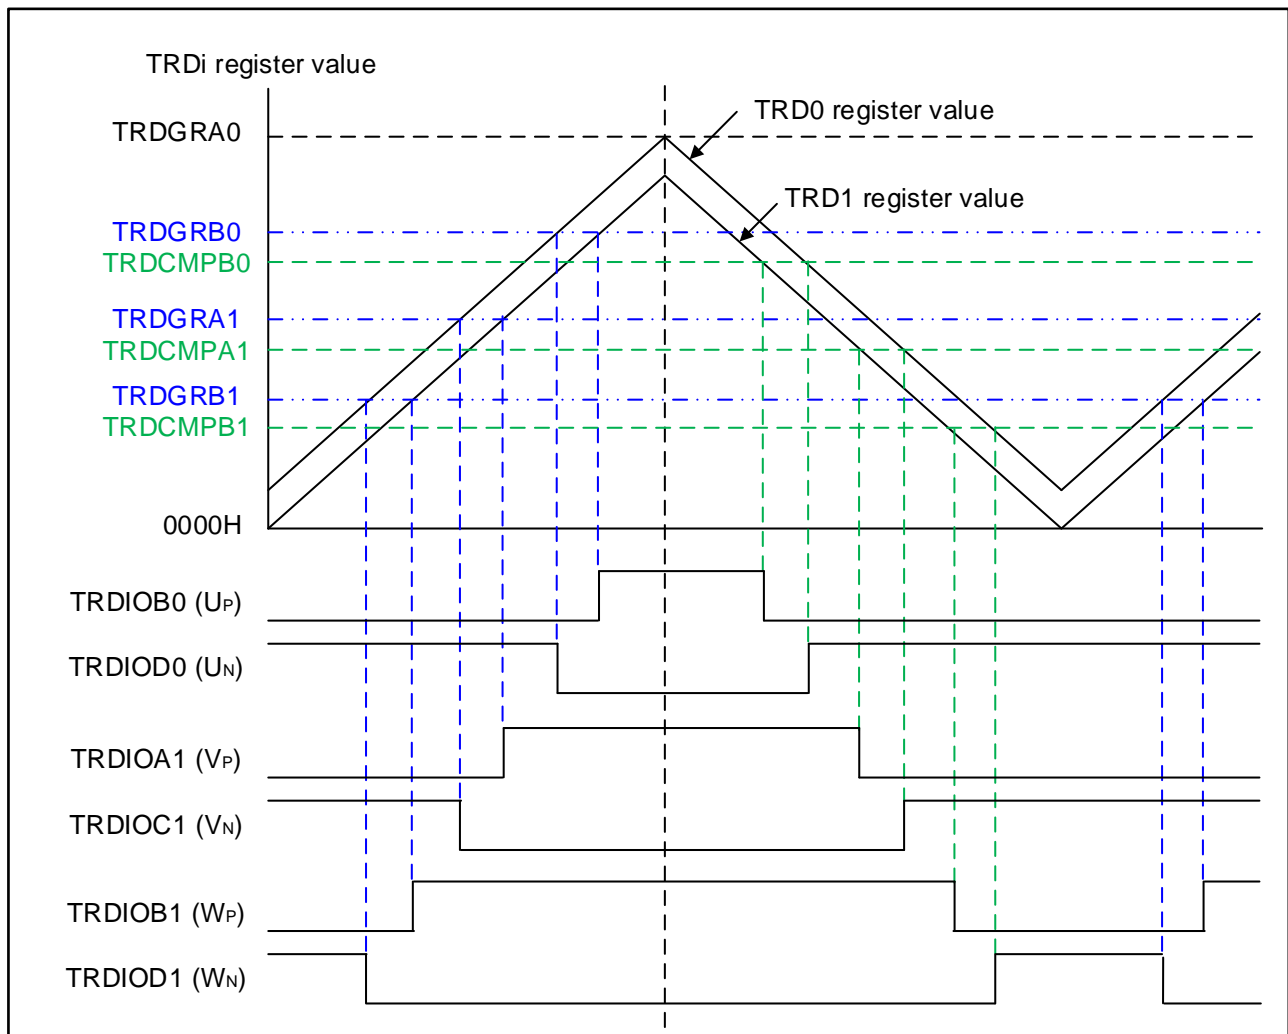 TRDi register value
TRDGRA0
TRD0 register value
TRD1 register value
TRDGRB0
TRDCMPB0
TRDGRA1
TRDCMPA1
TRDGRB1
TRDCMPB1
0000H
TRDIOB0 (UP)
TRDIOD0 (UN)
TRDIOA1 (VP)
TRDIOC1 (VN)
TRDIOB1 (WP)
TRDIOD1 (WN)